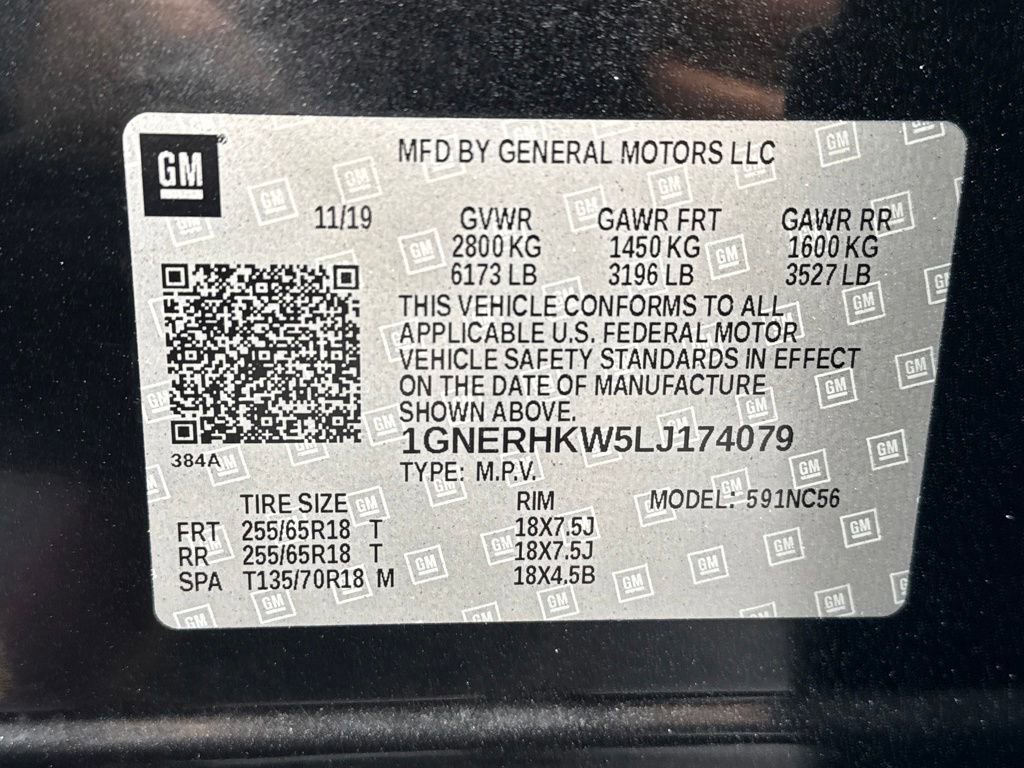 GM
MFD BY GENERAL MOTORS LLC
11/19 GVWR GAWR FRT GAWR RR
2800 KG 1450 KG 1600 KG
6173 LB 3196 LB 3527 LB
THIS VEHICLE CONFORMS TO ALL
APPLICABLE U.S. FEDERAL MOTOR
VEHICLE SAFETY STANDARDS IN EFFECT
ON THE DATE OF MANUFACTURE
SHOWN ABOVE.
1GNERHKW5LJ174079
384A
TYPE: M.P.V.
TIRE SIZE RIM MODEL: 591NC56
FRT 255/65R18 T 18X7.5J
RR 255/65R18 T 18X7.5J
SPA T135/70R18 M 18X4.5B